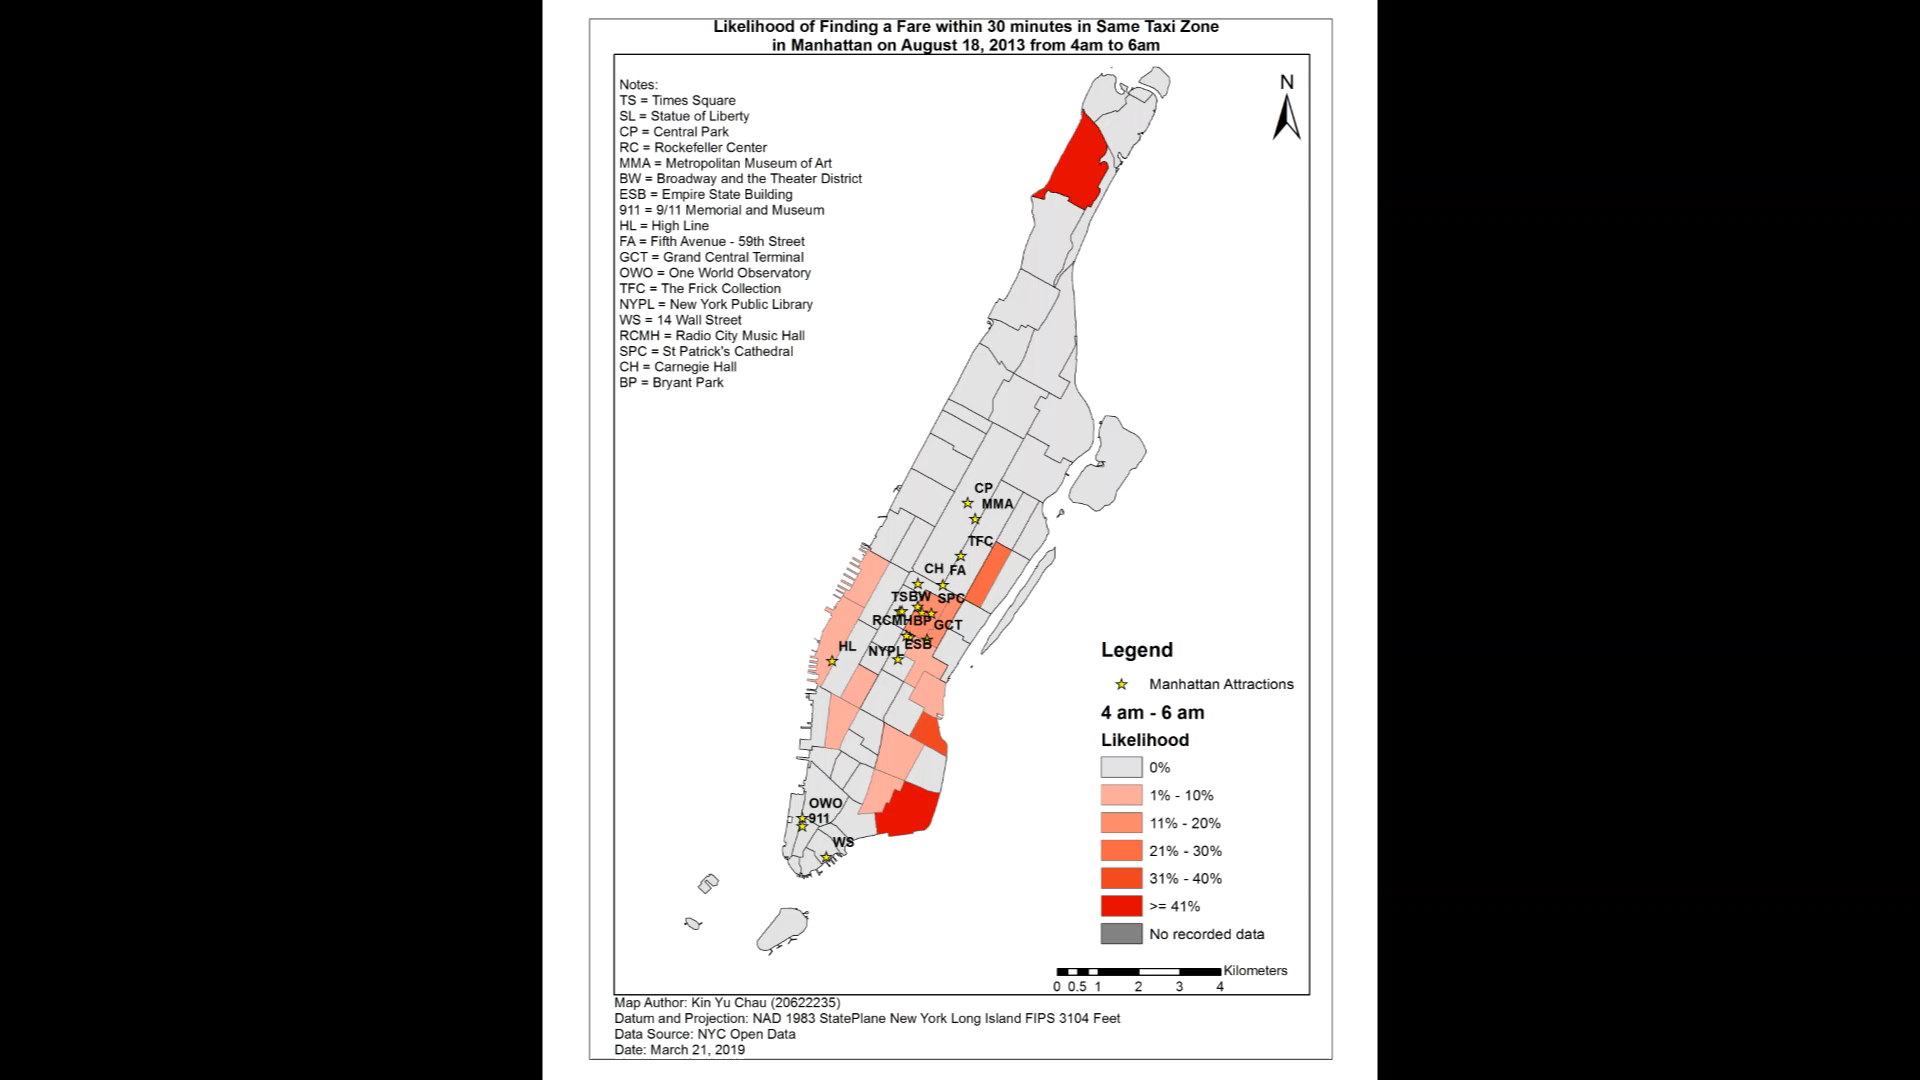 Likelihood of Finding a Fare within 30 minutes in Same Taxi Zone
in Manhattan on August 18, 2013 from 4am to 6am
Notes:
TS = Times Square
SL = Statue of Liberty
CP = Central Park
RC = Rockefeller Center
MMA = Metropolitan Museum of Art
BW = Broadway and the Theater District
ESB = Empire State Building
911 = 9/11 Memorial and Museum
HL = High Line
FA = Fifth Avenue - 59th Street
GCT = Grand Central Terminal
OWO = One World Observatory
TFC = The Frick Collection
NYPL = New York Public Library
WS = 14 Wall Street
RCMH = Radio City Music Hall
SPC = St Patrick's Cathedral
CH = Carnegie Hall
BP = Bryant Park
N
CP
MMA
TFC
CH FA
TSBW SPC
RCMHBP GCT
HL NYPL ESB
OWO
911
WS
Legend
Manhattan Attractions
4 am - 6 am
Likelihood
0%
1% - 10%
11% - 20%
21% - 30%
31% - 40%
>= 41%
No recorded data
Kilometers
0 0.5 1 2 3 4
Map Author: Kin Yu Chau (20622235)
Datum and Projection: NAD 1983 StatePlane New York Long Island FIPS 3104 Feet
Data Source: NYC Open Data
Date: March 21, 2019